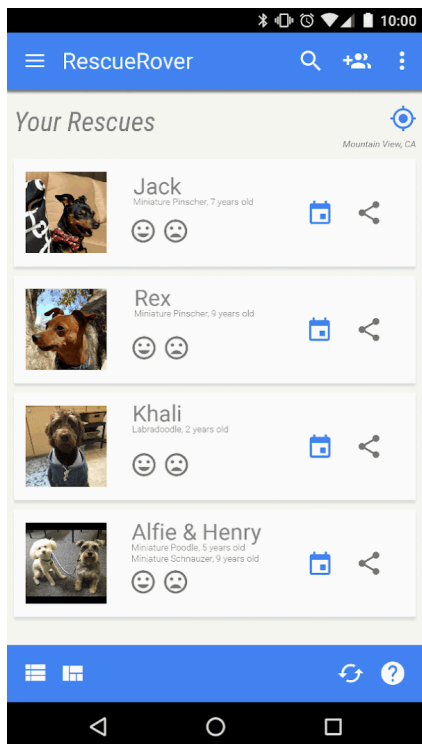 10:00
RescueRover
Your Rescues
Mountain View, CA
Jack
Miniature Pinscher, 7 years old
Rex
Miniature Pinscher, 9 years old
Khali
Labradoodle, 2 years old
Alfie & Henry
Miniature Poodle, 5 years old
Miniature Schnauzer, 9 years old